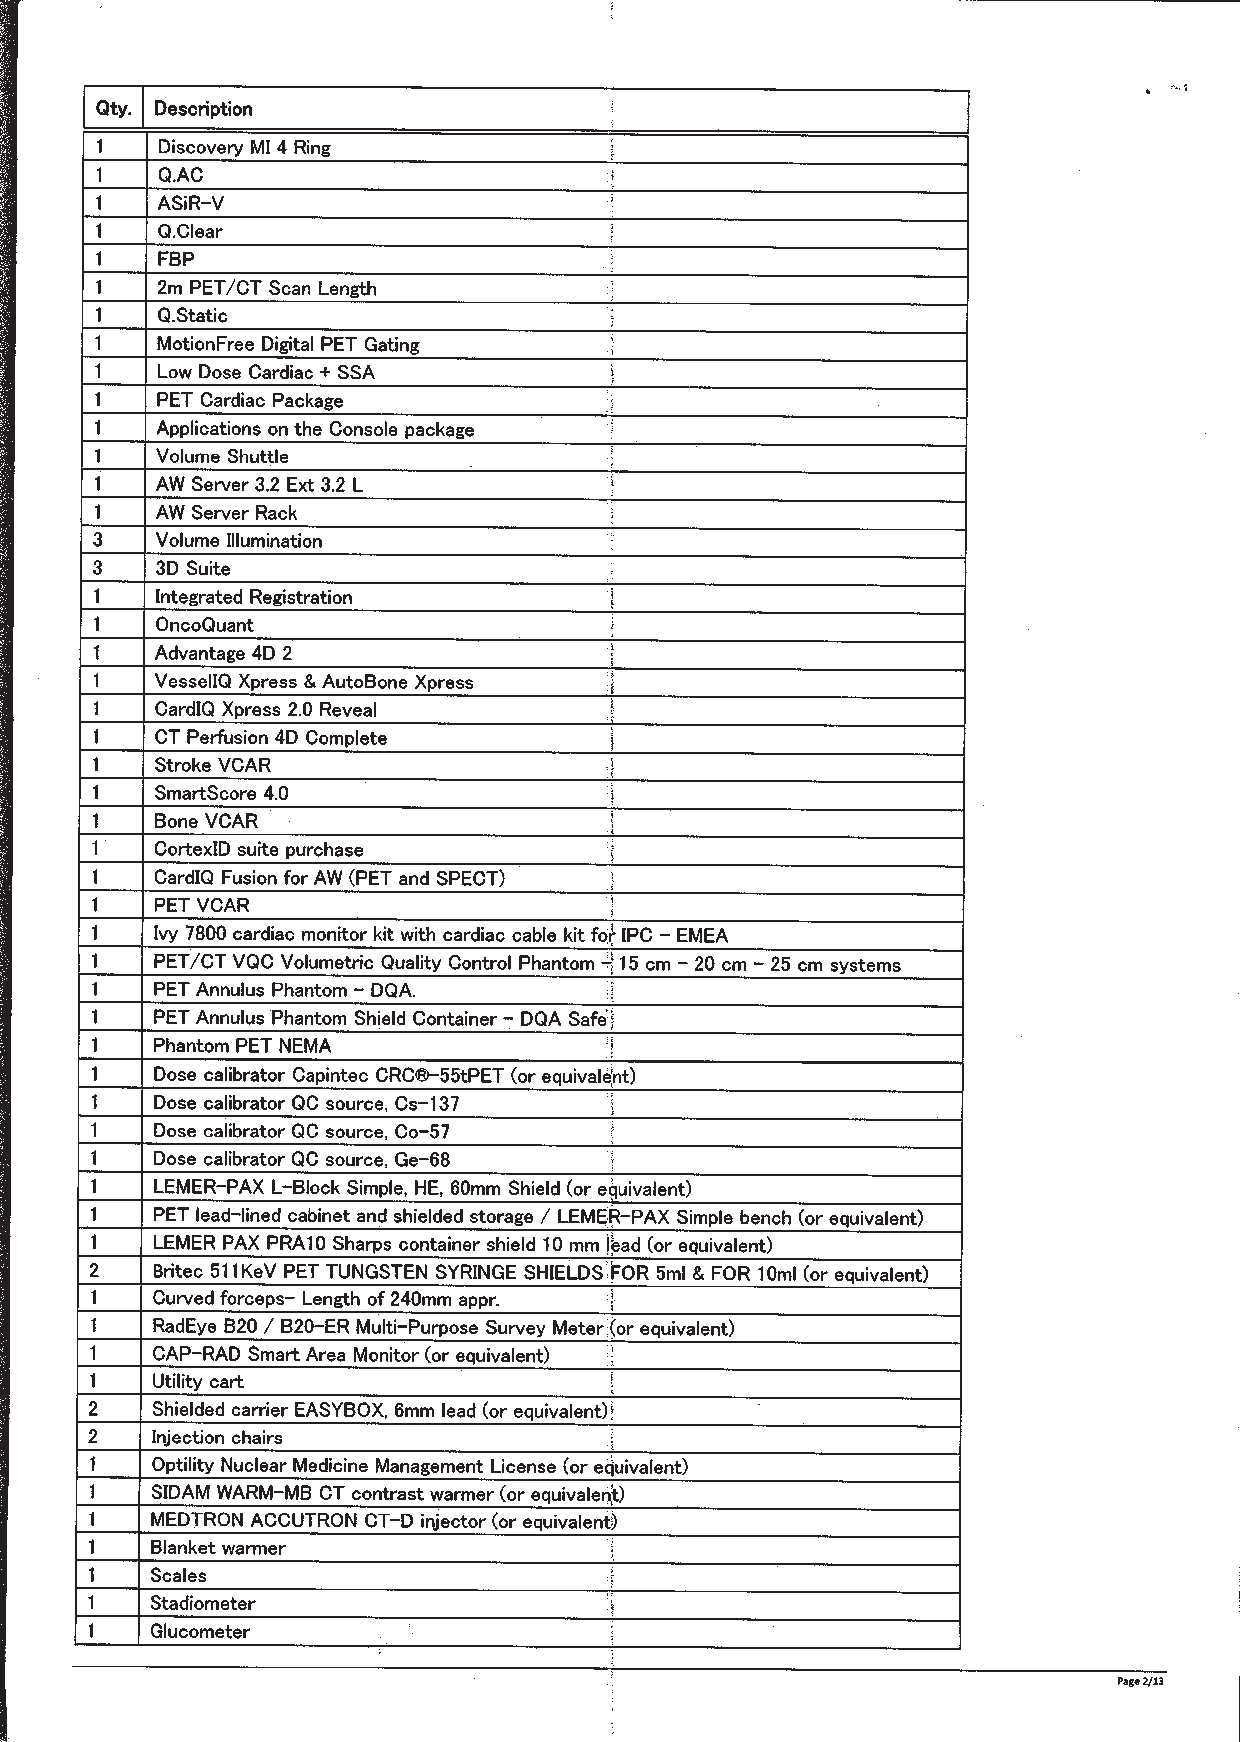 Qty. Description
1 Discovery MI 4 Ring
1 Q.AC
1 ASiR-V
1 Q.Clear
1 FBP
1 2m PET/CT Scan Length
1 Q.Static
1 MotionFree Digital PET Gating
1 Low Dose Cardiac + SSA
1 PET Cardiac Package
1 Applications on the Console package
1 Volume Shuttle
1 AW Server 3.2 Ext 3.2 L
1 AW Server Rack
3 Volume Illumination
3 3D Suite
1 Integrated Registration
1 OncoQuant
1 Advantage 4D 2
1 VesselIQ Xpress & AutoBone Xpress
1 CardIQ Xpress 2.0 Reveal
1 CT Perfusion 4D Complete
1 Stroke VCAR
1 SmartScore 4.0
1 Bone VCAR
1 CortexID suite purchase
1 CardIQ Fusion for AW (PET and SPECT)
1 PET VCAR
1 Ivy 7800 cardiac monitor kit with cardiac cable kit for IPC - EMEA
1 PET/CT VQC Volumetric Quality Control Phantom - 15 cm - 20 cm - 25 cm systems
1 PET Annulus Phantom - DQA.
1 PET Annulus Phantom Shield Container - DQA Safe
1 Phantom PET NEMA
1 Dose calibrator Capintec CRC®-55tPET (or equivalent)
1 Dose calibrator QC source, Cs-137
1 Dose calibrator QC source, Co-57
1 Dose calibrator QC source, Ge-68
1 LEMER-PAX L-Block Simple, HE, 60mm Shield (or equivalent)
1 PET lead-lined cabinet and shielded storage / LEMER-PAX Simple bench (or equivalent)
1 LEMER PAX PRA10 Sharps container shield 10 mm lead (or equivalent)
2 Britec 511KeV PET TUNGSTEN SYRINGE SHIELDS FOR 5ml & FOR 10ml (or equivalent)
1 Curved forceps- Length of 240mm appr.
1 RadEye B20 / B20-ER Multi-Purpose Survey Meter (or equivalent)
1 CAP-RAD Smart Area Monitor (or equivalent)
1 Utility cart
2 Shielded carrier EASYBOX, 6mm lead (or equivalent)
2 Injection chairs
1 Optility Nuclear Medicine Management License (or equivalent)
1 SIDAM WARM-MB CT contrast warmer (or equivalent)
1 MEDTRON ACCUTRON CT-D injector (or equivalent)
1 Blanket warmer
1 Scales
1 Stadiometer
1 Glucometer
Page 2/13